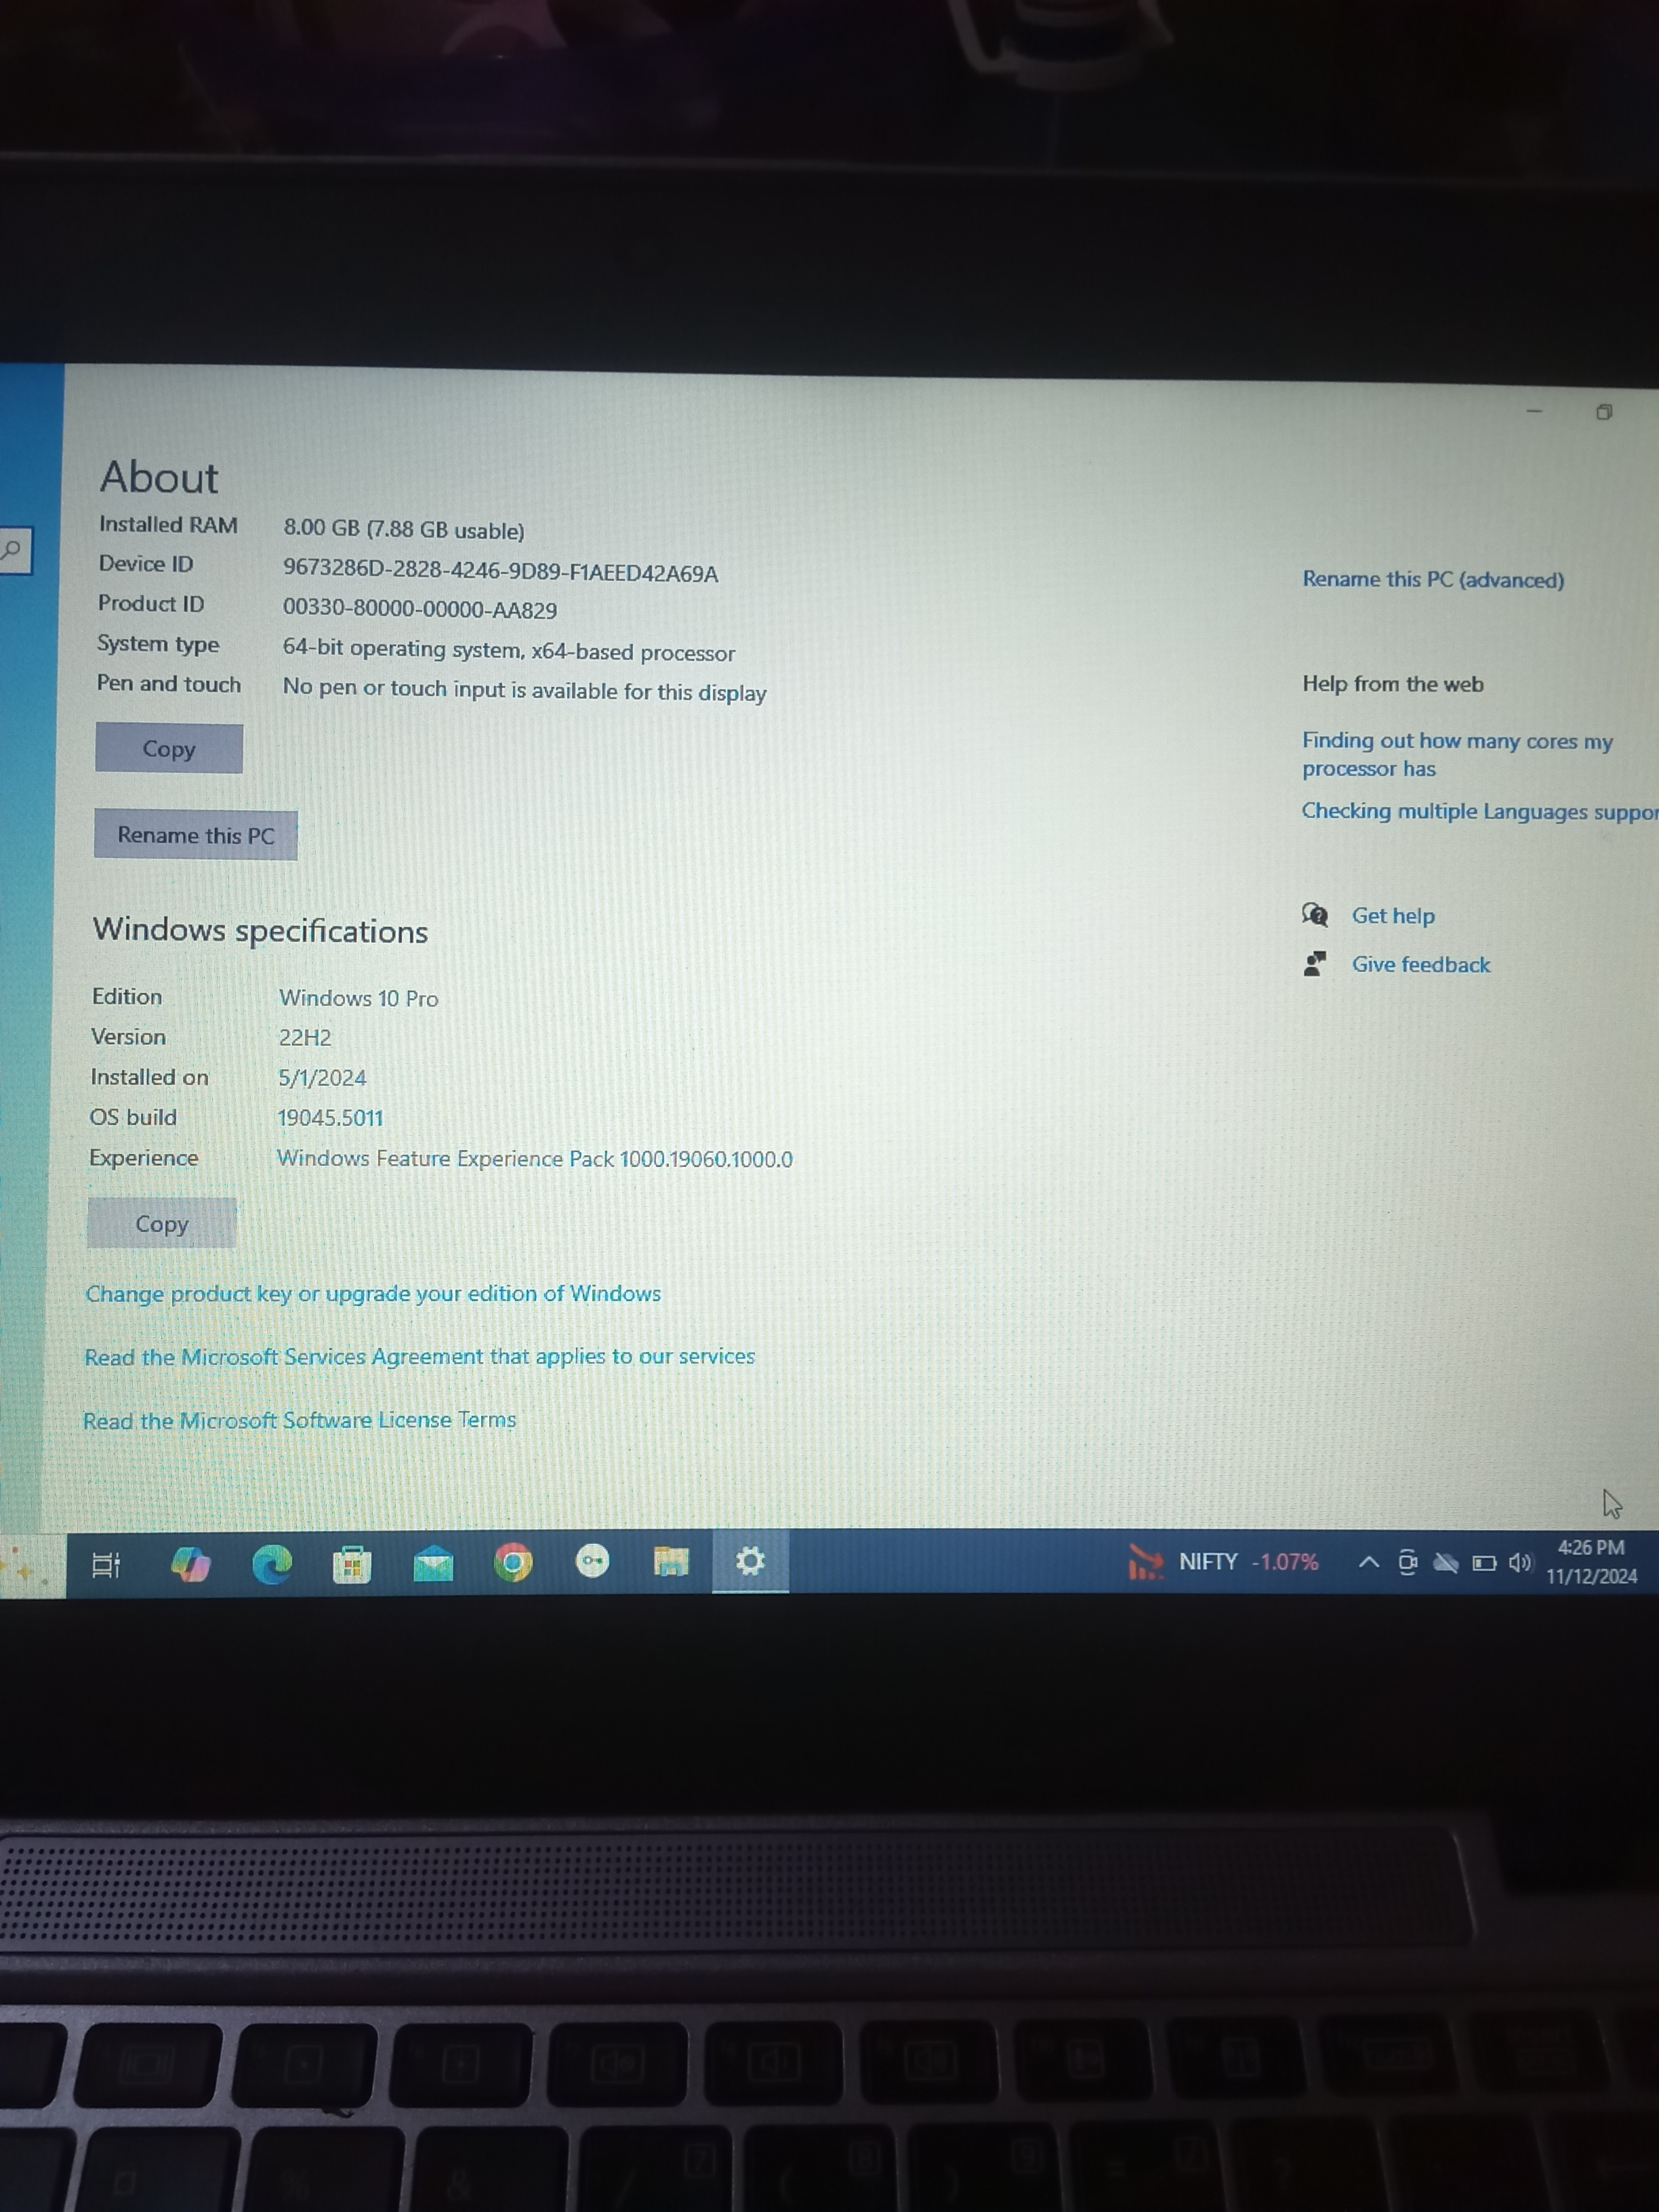 About
Installed RAM 8.00 GB (7.88 GB usable)
Device ID 9673286D-2828-4246-9D89-F1AEED42A69A
Product ID 00330-80000-00000-AA829
System type 64-bit operating system, x64-based processor
Pen and touch No pen or touch input is available for this display
Copy
Rename this PC
Windows specifications
Edition Windows 10 Pro
Version 22H2
Installed on 5/1/2024
OS build 19045.5011
Experience Windows Feature Experience Pack 1000.19060.1000.0
Copy
Change product key or upgrade your edition of Windows
Read the Microsoft Services Agreement that applies to our services
Read the Microsoft Software License Terms
Rename this PC (advanced)
Help from the web
Finding out how many cores my
processor has
Checking multiple Languages suppor
Get help
Give feedback
NIFTY -1.07%
4:26 PM
11/12/2024
% & / 7 ( 8 ) 9 =